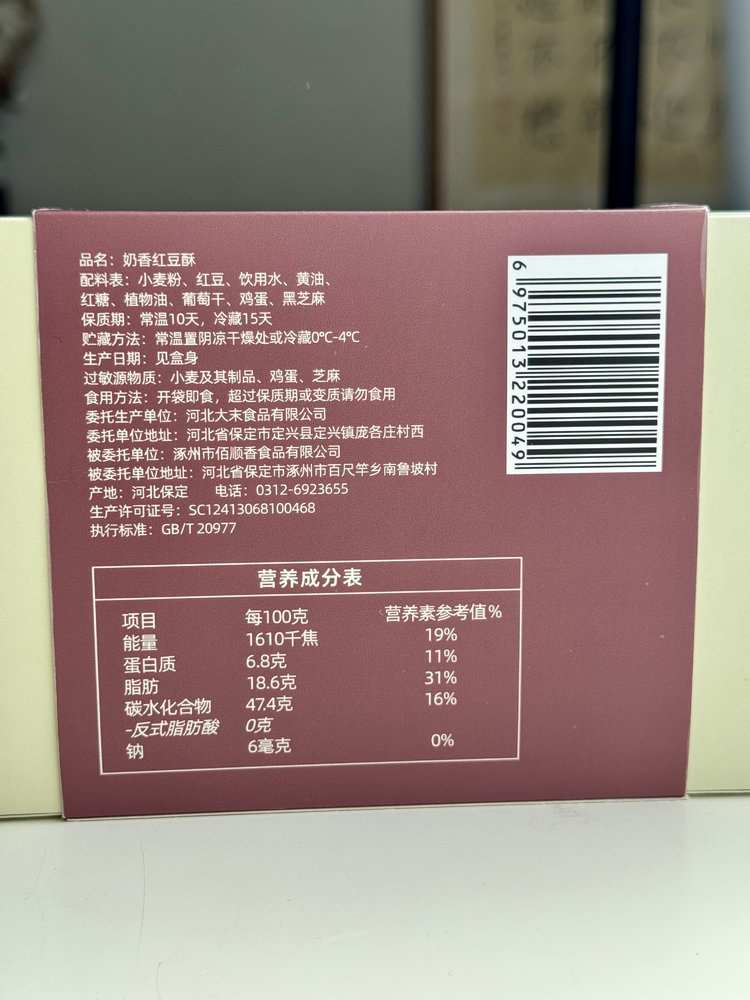 品名：奶香红豆酥
配料表：小麦粉、红豆、饮用水、黄油、
红糖、植物油、葡萄干、鸡蛋、黑芝麻
保质期：常温10天，冷藏15天
贮藏方法：常温置阴凉干燥处或冷藏0℃-4℃
生产日期：见盒身
过敏源物质：小麦及其制品、鸡蛋、芝麻
食用方法：开袋即食，超过保质期或变质请勿食用
委托生产单位：河北大末食品有限公司
委托单位地址：河北省保定市定兴县定兴镇庞各庄村西
被委托单位：涿州市佰顺香食品有限公司
被委托单位地址：河北省保定市涿州市百尺竿乡南鲁坡村
产地：河北保定 电话：0312-6923655
生产许可证号：SC12413068100468
执行标准：GB/T 20977
6 975013 220049
营养成分表
项目 每100克 营养素参考值%
能量 1610千焦 19%
蛋白质 6.8克 11%
脂肪 18.6克 31%
碳水化合物 47.4克 16%
-反式脂肪酸 0克
钠 6毫克 0%